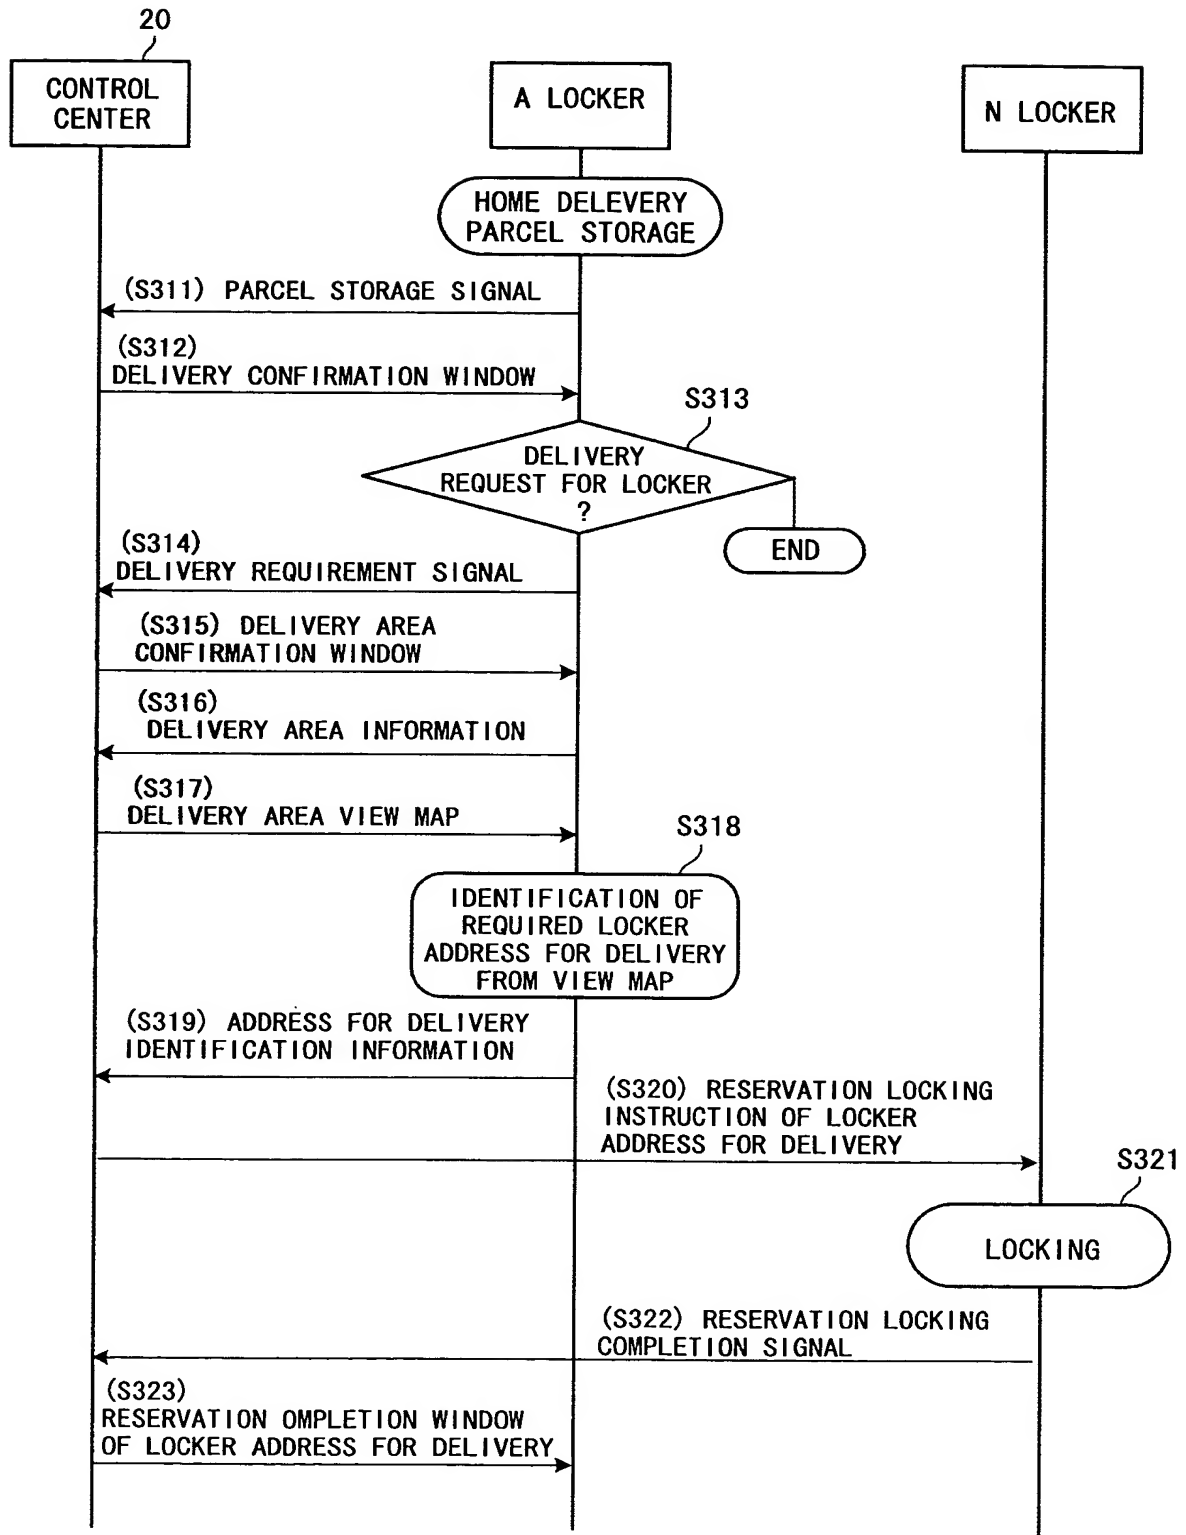 20
CONTROL
CENTER
A LOCKER
N LOCKER
HOME DELEVERY
PARCEL STORAGE
(S311) PARCEL STORAGE SIGNAL
(S312)
DELIVERY CONFIRMATION WINDOW
S313
DELIVERY
REQUEST FOR LOCKER
?
END
(S314)
DELIVERY REQUIREMENT SIGNAL
(S315) DELIVERY AREA
CONFIRMATION WINDOW
(S316)
DELIVERY AREA INFORMATION
(S317)
DELIVERY AREA VIEW MAP
S318
IDENTIFICATION OF
REQUIRED LOCKER
ADDRESS FOR DELIVERY
FROM VIEW MAP
(S319) ADDRESS FOR DELIVERY
IDENTIFICATION INFORMATION
(S320) RESERVATION LOCKING
INSTRUCTION OF LOCKER
ADDRESS FOR DELIVERY
S321
LOCKING
(S322) RESERVATION LOCKING
COMPLETION SIGNAL
(S323)
RESERVATION OMPLETION WINDOW
OF LOCKER ADDRESS FOR DELIVERY